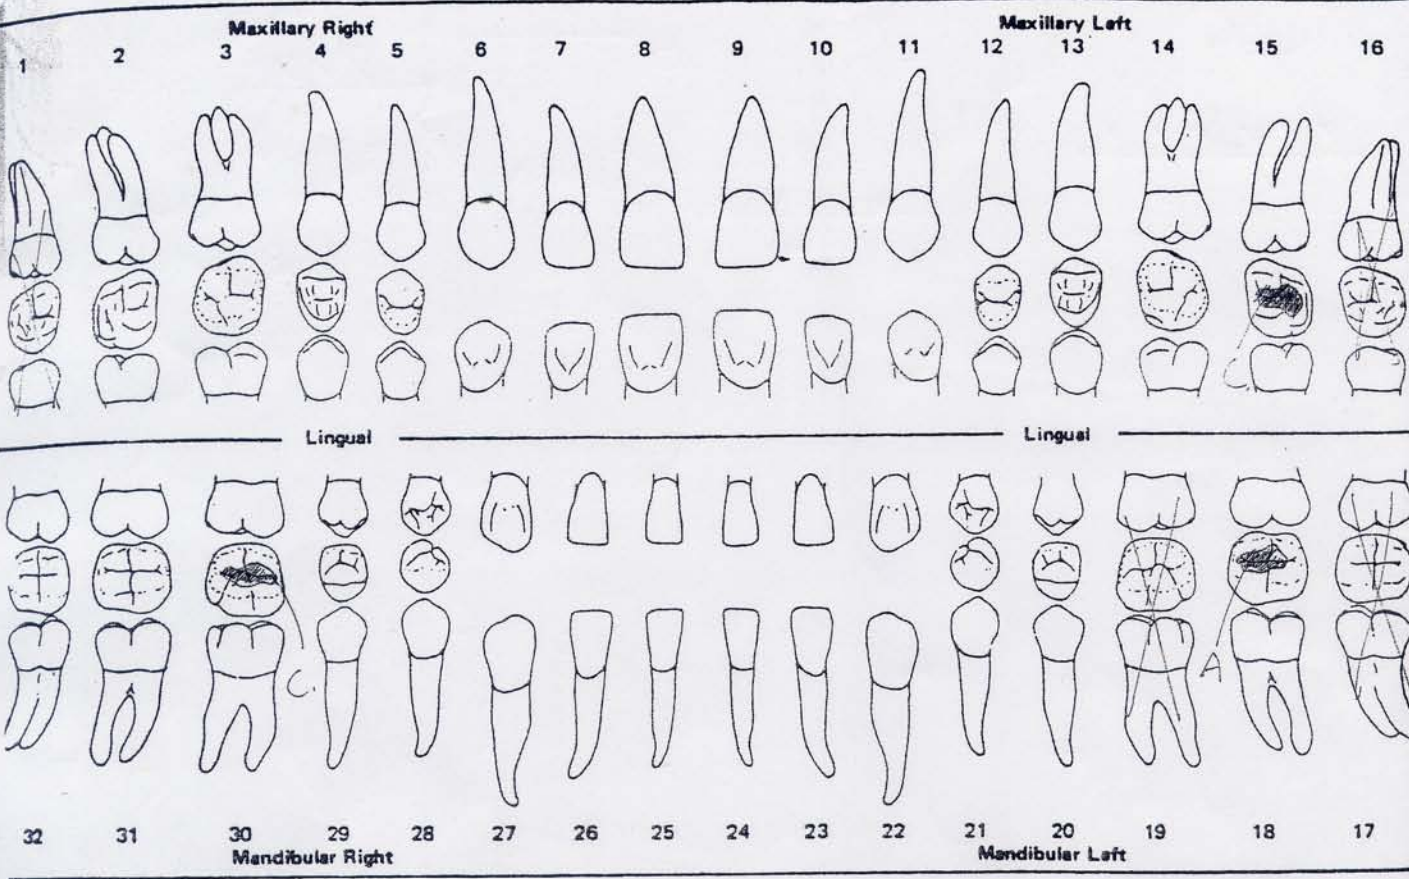 Maxillary Right Maxillary Left
1 2 3 4 5 6 7 8 9 10 11 12 13 14 15 16
C
Lingual Lingual
C.
A
32 31 30 29 28 27 26 25 24 23 22 21 20 19 18 17
Mandibular Right Mandibular Left